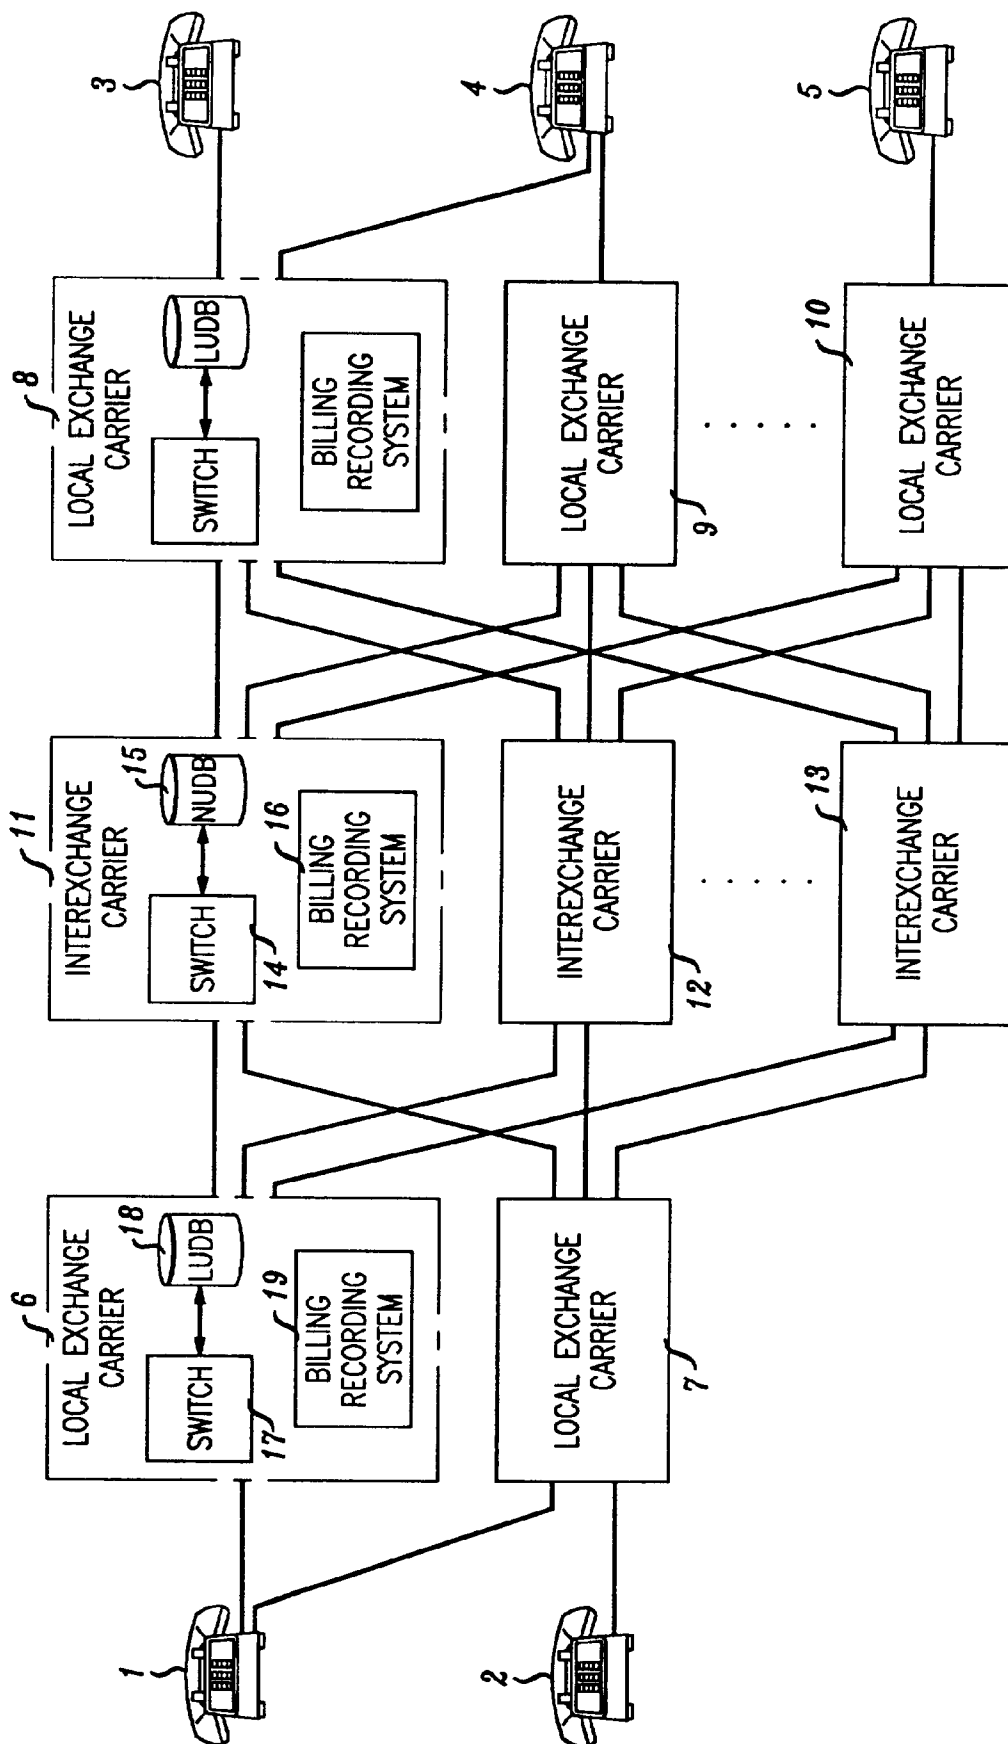 1
2
6
LOCAL EXCHANGE
CARRIER
SWITCH
17
LUDB
18
BILLING
RECORDING
SYSTEM
19
LOCAL EXCHANGE
CARRIER
7
11
INTEREXCHANGE
CARRIER
SWITCH
14
NUDB
15
BILLING
RECORDING
SYSTEM
16
INTEREXCHANGE
CARRIER
12
INTEREXCHANGE
CARRIER
13
8
LOCAL EXCHANGE
CARRIER
SWITCH
LUDB
BILLING
RECORDING
SYSTEM
LOCAL EXCHANGE
CARRIER
9
LOCAL EXCHANGE
CARRIER
10
3
4
5